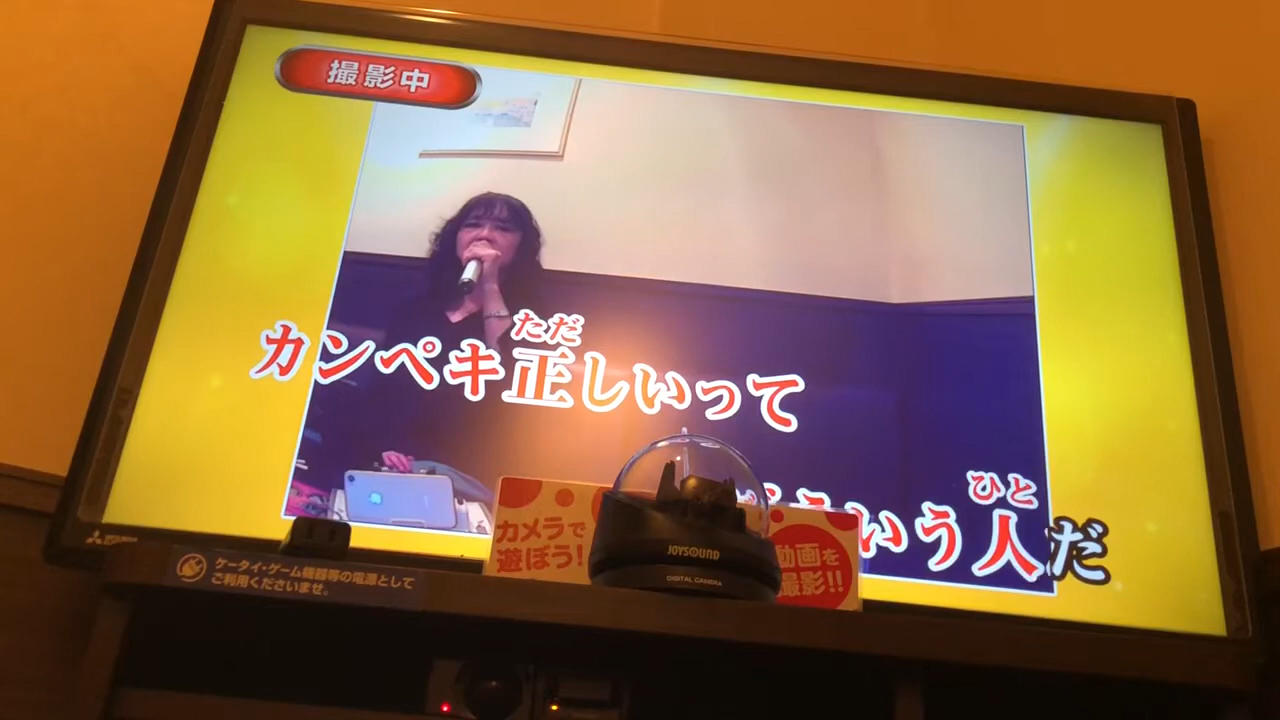 撮影中
ただ
カンペキ正しいって
ひと
いう人だ
カメラで
遊ぼう!
JOYSOUND
DIGITAL CAMERA
動画を
撮影!!
MITSUBISHI
ケータイ・ゲーム機器等の電源として
ご利用くださいませ。